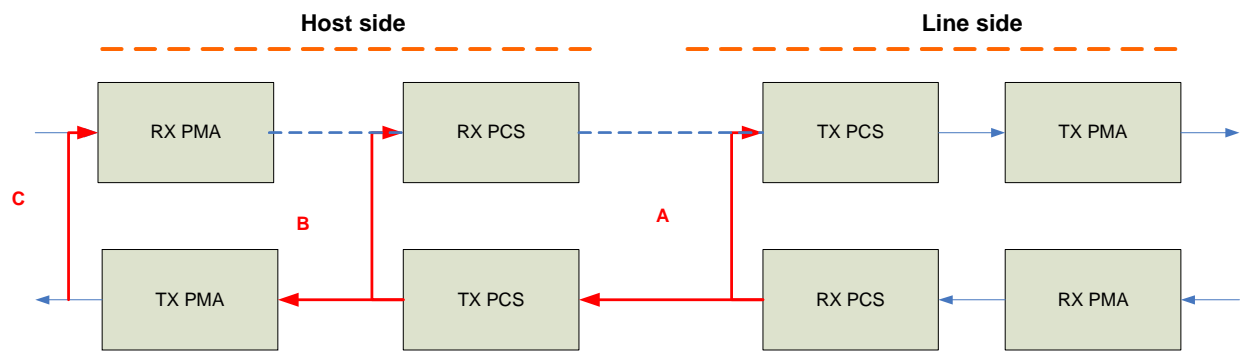 Host side
Line side
RX PMA
RX PCS
TX PCS
TX PMA
C
B
A
TX PMA
TX PCS
RX PCS
RX PMA